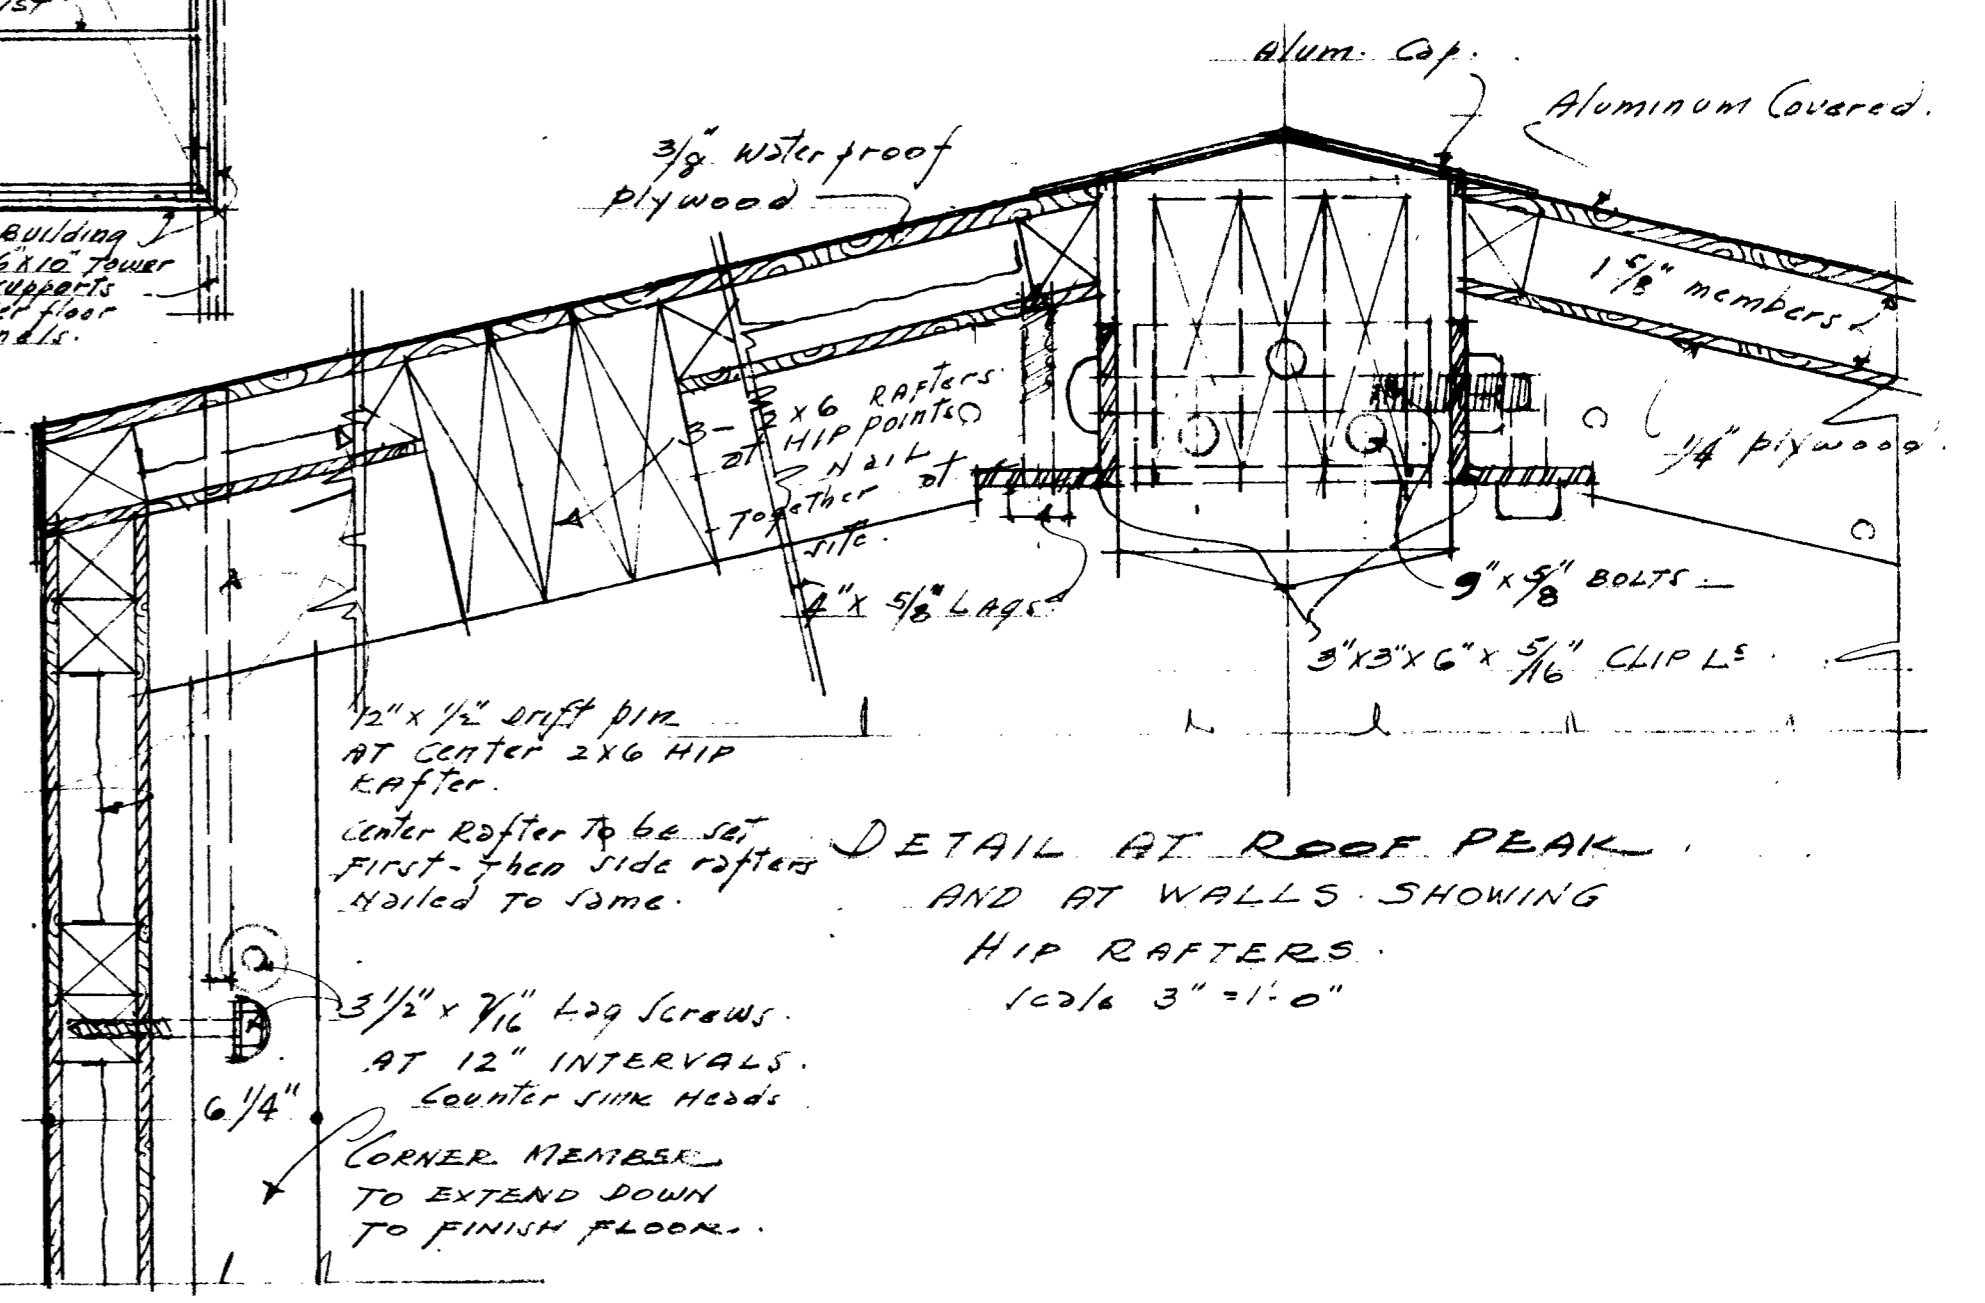 IST
Building
6"x10" Tower
supports
er floor
nels.
Alum. Cap.
Aluminum Covered.
3/8" Waterproof
plywood
1 5/8" members
1/4" plywood.
3- 2x6 RAFTERS
at HIP points
Nail
Together at
site.
4" x 5/8" LAgs
9" x 5/8 BOLTS
3"x3"x6" x 5/16" CLIP Ls.
12" x 1/2" Drift pin
AT Center 2x6 HIP
RAfter.
Center Rafter To be set
First - Then side rafters
Nailed To same.
DETAIL AT ROOF PEAK
AND AT WALLS SHOWING
HIP RAFTERS.
Scale 3" = 1'-0"
3 1/2" x 7/16" Lag Screws.
AT 12" INTERVALS.
Counter sink Heads
6 1/4"
CORNER MEMBER
TO EXTEND DOWN
TO FINISH FLOOR.